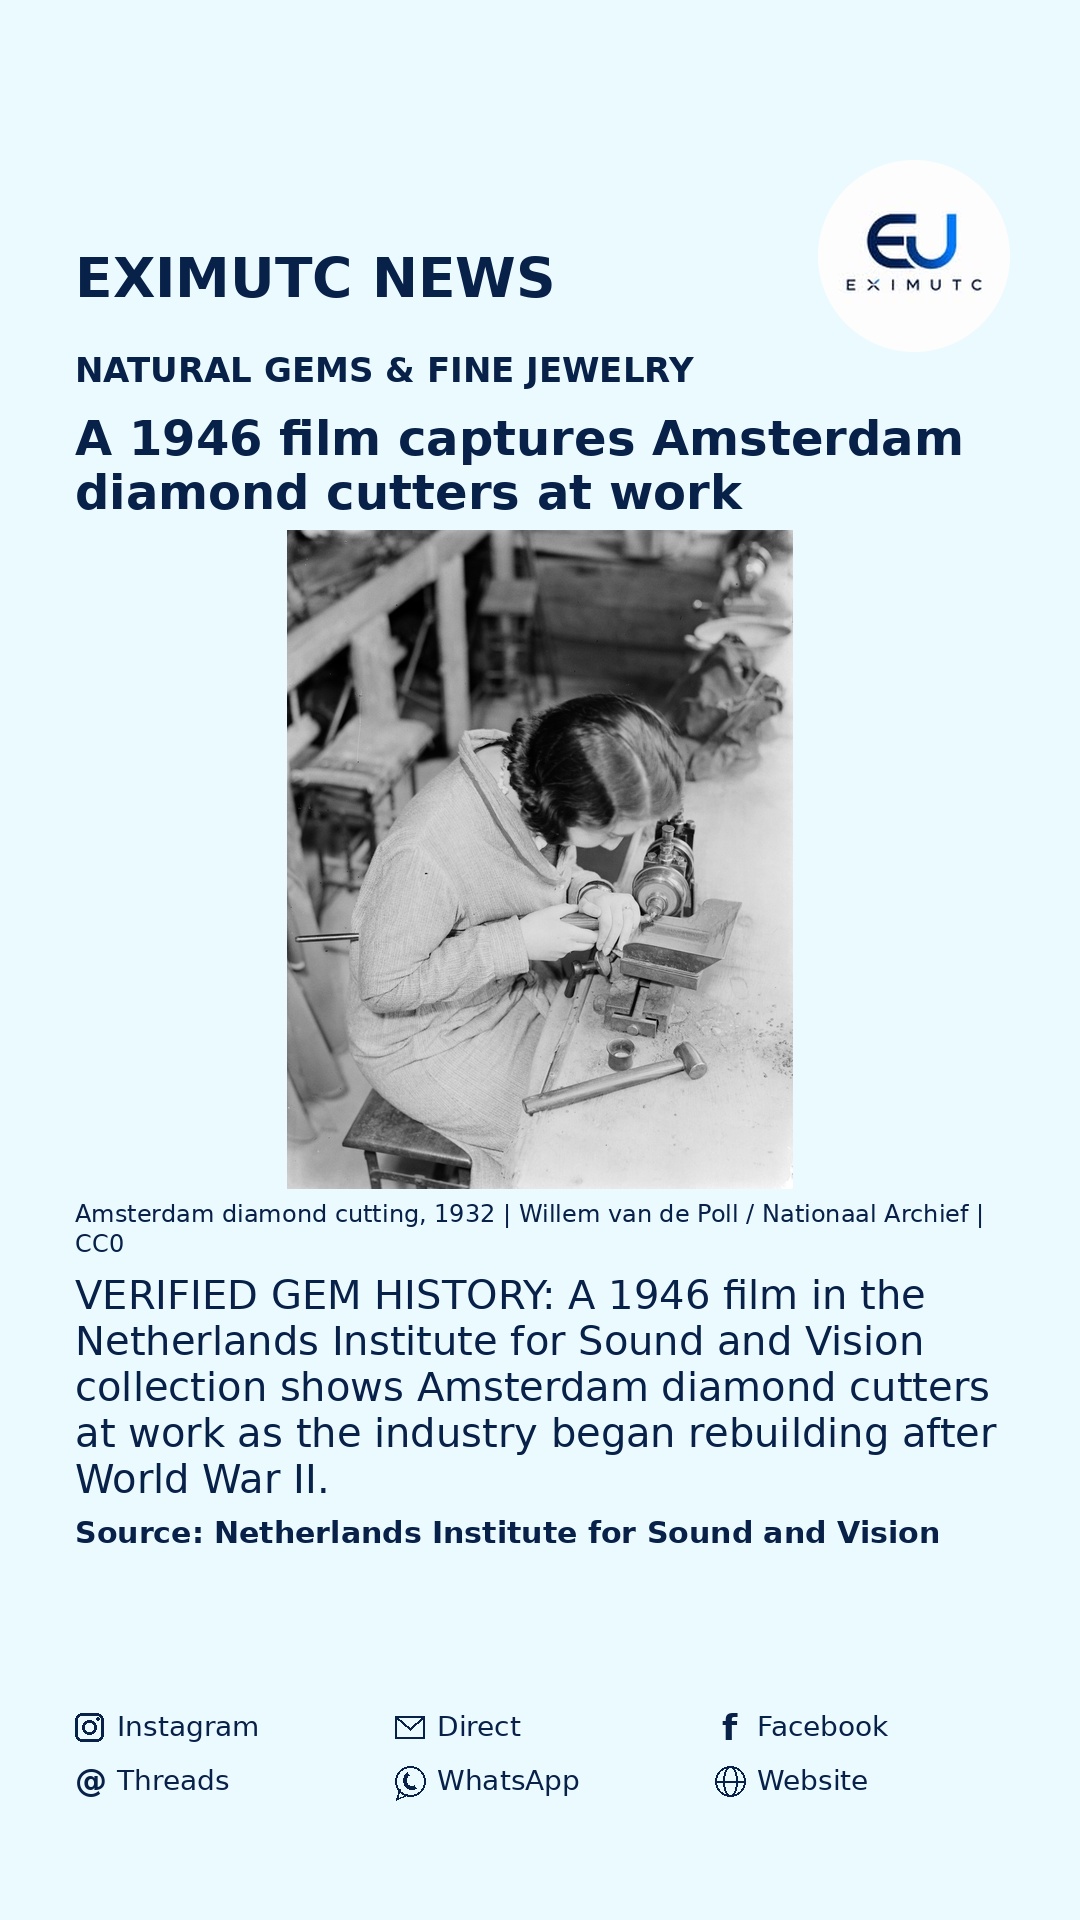 EU
EXIMUTC
EXIMUTC NEWS
NATURAL GEMS & FINE JEWELRY
A 1946 film captures Amsterdam
diamond cutters at work
Amsterdam diamond cutting, 1932 | Willem van de Poll / Nationaal Archief |
CC0
VERIFIED GEM HISTORY: A 1946 film in the
Netherlands Institute for Sound and Vision
collection shows Amsterdam diamond cutters
at work as the industry began rebuilding after
World War II.
Source: Netherlands Institute for Sound and Vision
Instagram
Direct
f Facebook
@ Threads
WhatsApp
Website